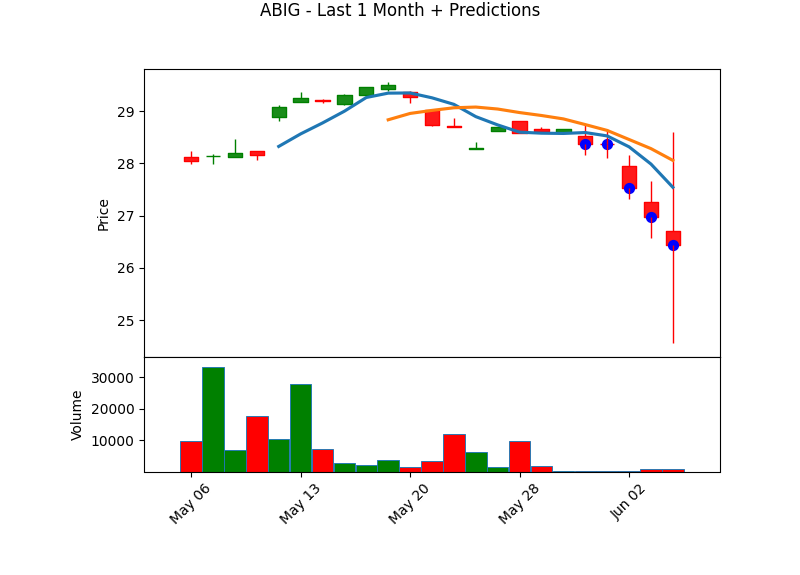 ABIG - Last 1 Month + Predictions
29
28
27
26
25
Price
30000
20000
10000
Volume
May 06
May 13
May 20
May 28
Jun 02